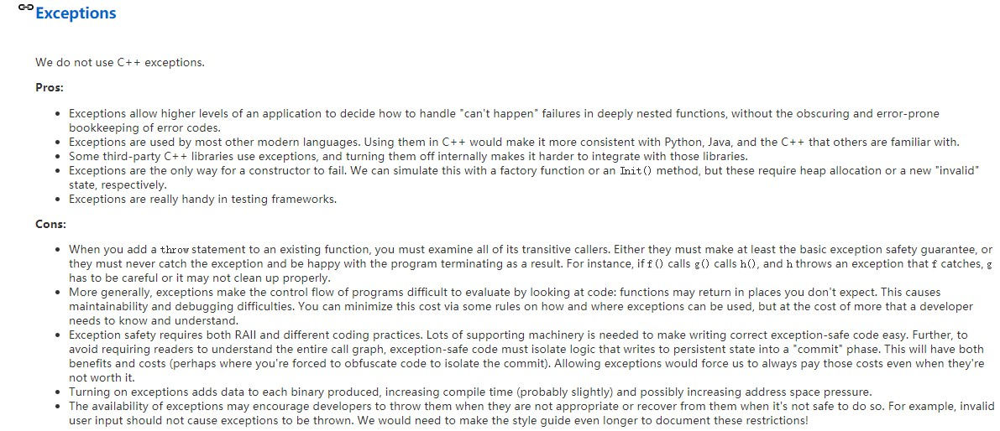 Exceptions
We do not use C++ exceptions.
Pros:
• Exceptions allow higher levels of an application to decide how to handle "can't happen" failures in deeply nested functions, without the obscuring and error-prone
bookkeeping of error codes.
• Exceptions are used by most other modern languages. Using them in C++ would make it more consistent with Python, Java, and the C++ that others are familiar with.
• Some third-party C++ libraries use exceptions, and turning them off internally makes it harder to integrate with those libraries.
• Exceptions are the only way for a constructor to fail. We can simulate this with a factory function or an Init() method, but these require heap allocation or a new "invalid"
state, respectively.
• Exceptions are really handy in testing frameworks.
Cons:
• When you add a throw statement to an existing function, you must examine all of its transitive callers. Either they must make at least the basic exception safety guarantee, or
they must never catch the exception and be happy with the program terminating as a result. For instance, if f() calls g() calls h(), and h throws an exception that f catches, g
has to be careful or it may not clean up properly.
• More generally, exceptions make the control flow of programs difficult to evaluate by looking at code: functions may return in places you don't expect. This causes
maintainability and debugging difficulties. You can minimize this cost via some rules on how and where exceptions can be used, but at the cost of more that a developer
needs to know and understand.
• Exception safety requires both RAII and different coding practices. Lots of supporting machinery is needed to make writing correct exception-safe code easy. Further, to
avoid requiring readers to understand the entire call graph, exception-safe code must isolate logic that writes to persistent state into a "commit" phase. This will have both
benefits and costs (perhaps where you're forced to obfuscate code to isolate the commit). Allowing exceptions would force us to always pay those costs even when they're
not worth it.
• Turning on exceptions adds data to each binary produced, increasing compile time (probably slightly) and possibly increasing address space pressure.
• The availability of exceptions may encourage developers to throw them when they are not appropriate or recover from them when it's not safe to do so. For example, invalid
user input should not cause exceptions to be thrown. We would need to make the style guide even longer to document these restrictions!